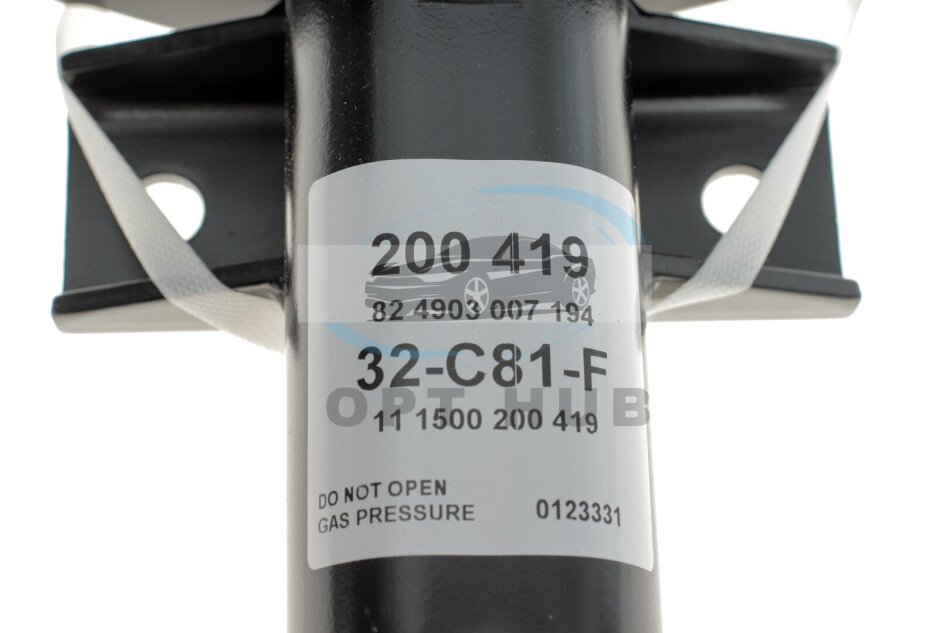 200 419
82 4903 007 194
32-C81-F
OPT HUB
11 1500 200 419
DO NOT OPEN
GAS PRESSURE 0123331